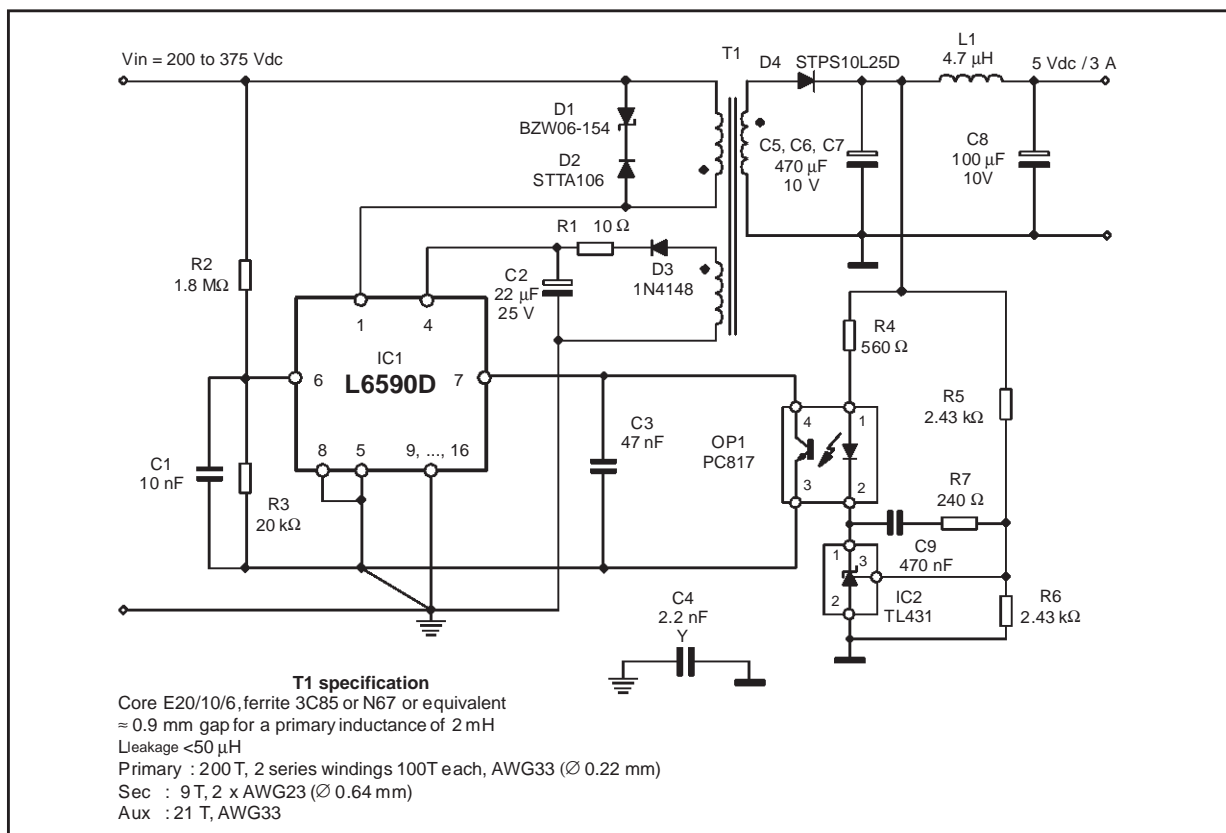 Vin = 200 to 375 Vdc
T1
D4
STPS10L25D
L1
4.7 µH
5 Vdc / 3 A
D1
BZW06-154
D2
STTA106
C5, C6, C7
470 µF
10 V
C8
100 µF
10V
R1
10 Ω
R2
1.8 MΩ
C2
22 µF
25 V
D3
1N4148
1
4
IC1
L6590D
6
7
8
5
9, ..., 16
C1
10 nF
R3
20 kΩ
C3
47 nF
OP1
PC817
4
1
3
2
R4
560 Ω
R5
2.43 kΩ
R7
240 Ω
C9
470 nF
1
3
2
IC2
TL431
R6
2.43 kΩ
C4
2.2 nF
Y
T1 specification
Core E20/10/6, ferrite 3C85 or N67 or equivalent
≈ 0.9 mm gap for a primary inductance of 2 mH
Lleakage <50 µH
Primary : 200 T, 2 series windings 100T each, AWG33 (∅ 0.22 mm)
Sec : 9 T, 2 x AWG23 (∅ 0.64 mm)
Aux : 21 T, AWG33